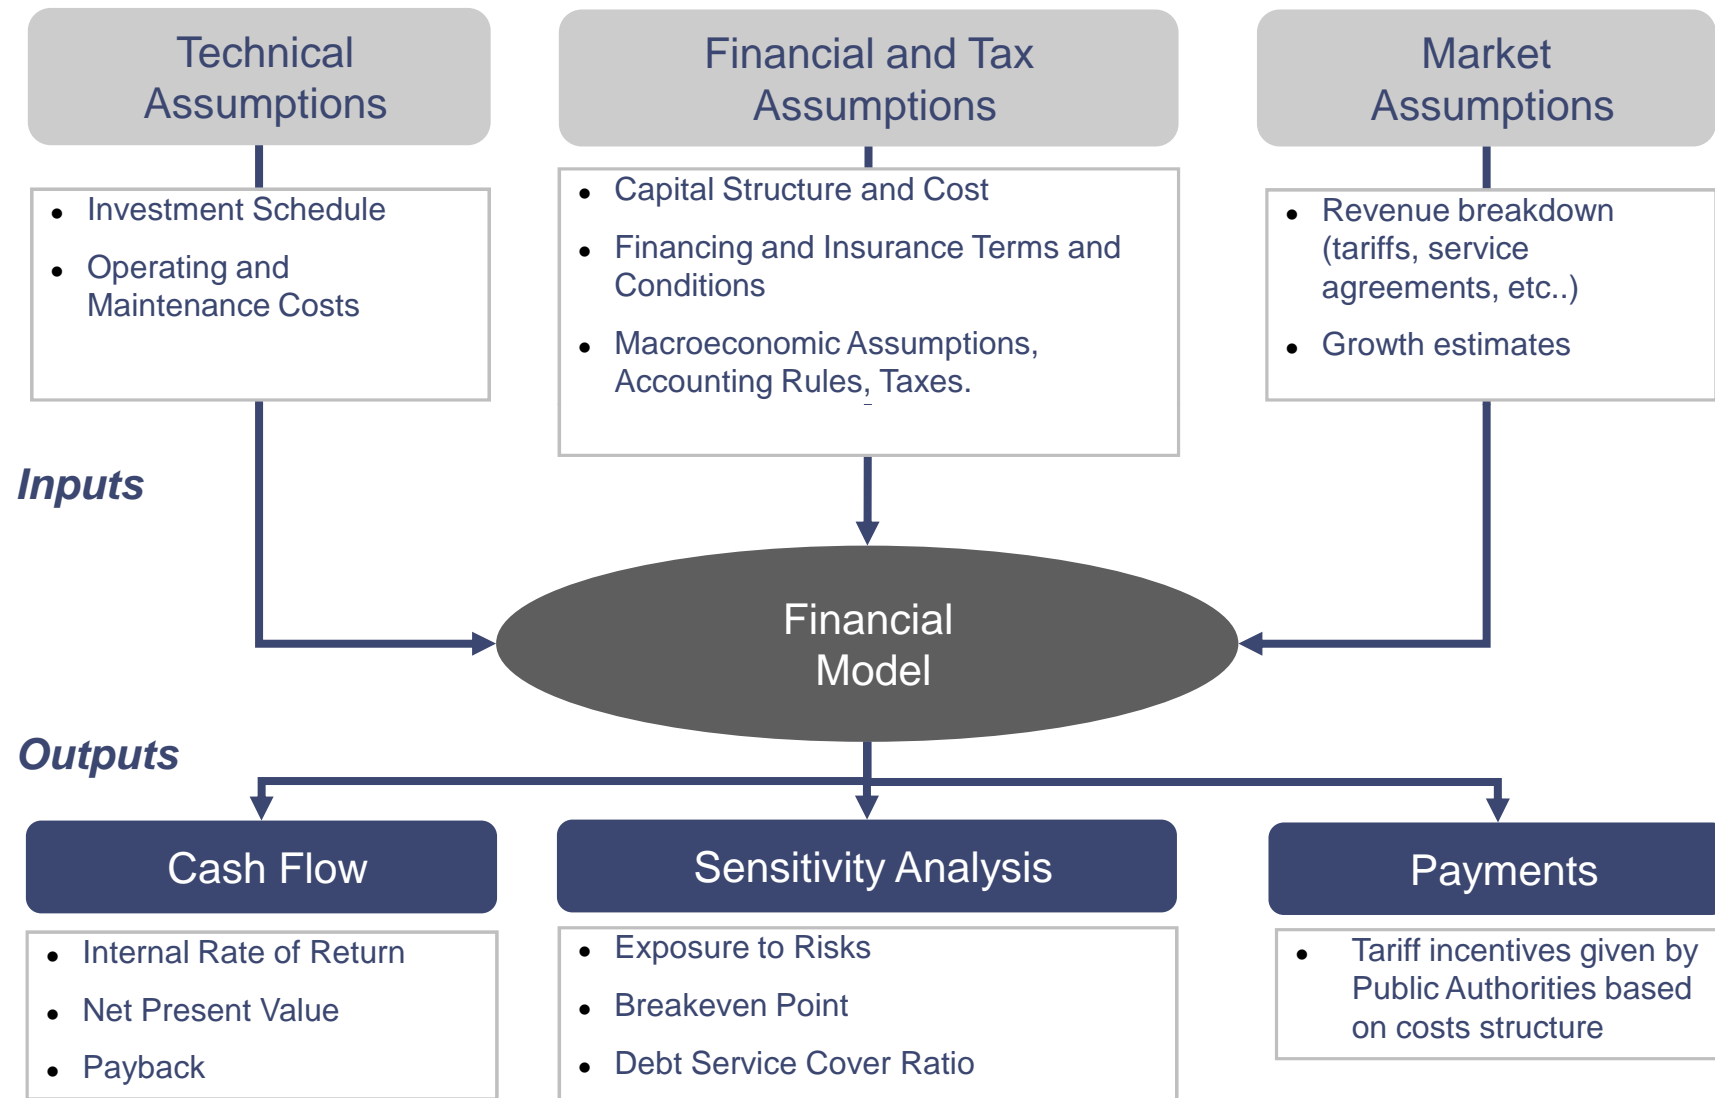 Technical
Assumptions
Financial and Tax
Assumptions
Market
Assumptions
Investment Schedule
Operating and
Maintenance Costs
Capital Structure and Cost
Financing and Insurance Terms and
Conditions
Macroeconomic Assumptions,
Accounting Rules, Taxes.
Revenue breakdown
(tariffs, service
agreements, etc..)
Growth estimates
Inputs
Financial
Model
Outputs
Cash Flow
Sensitivity Analysis
Payments
Internal Rate of Return
Net Present Value
Payback
Exposure to Risks
Breakeven Point
Debt Service Cover Ratio
Tariff incentives given by
Public Authorities based
on costs structure